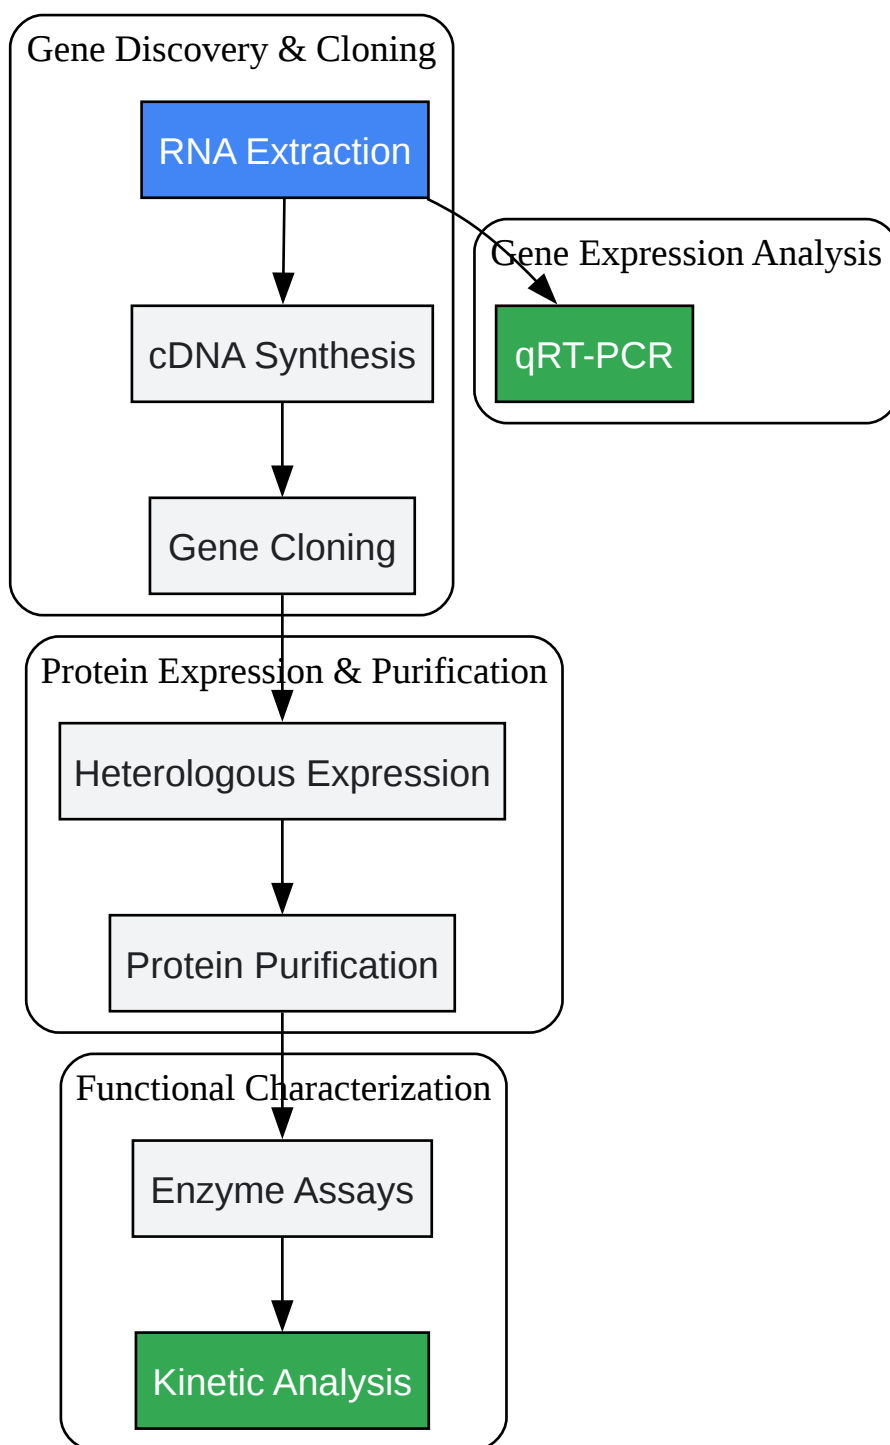 Gene Discovery & Cloning
RNA Extraction
Gene Expression Analysis
cDNA Synthesis
qRT-PCR
Gene Cloning
Protein Expression & Purification
Heterologous Expression
Protein Purification
Functional Characterization
Enzyme Assays
Kinetic Analysis